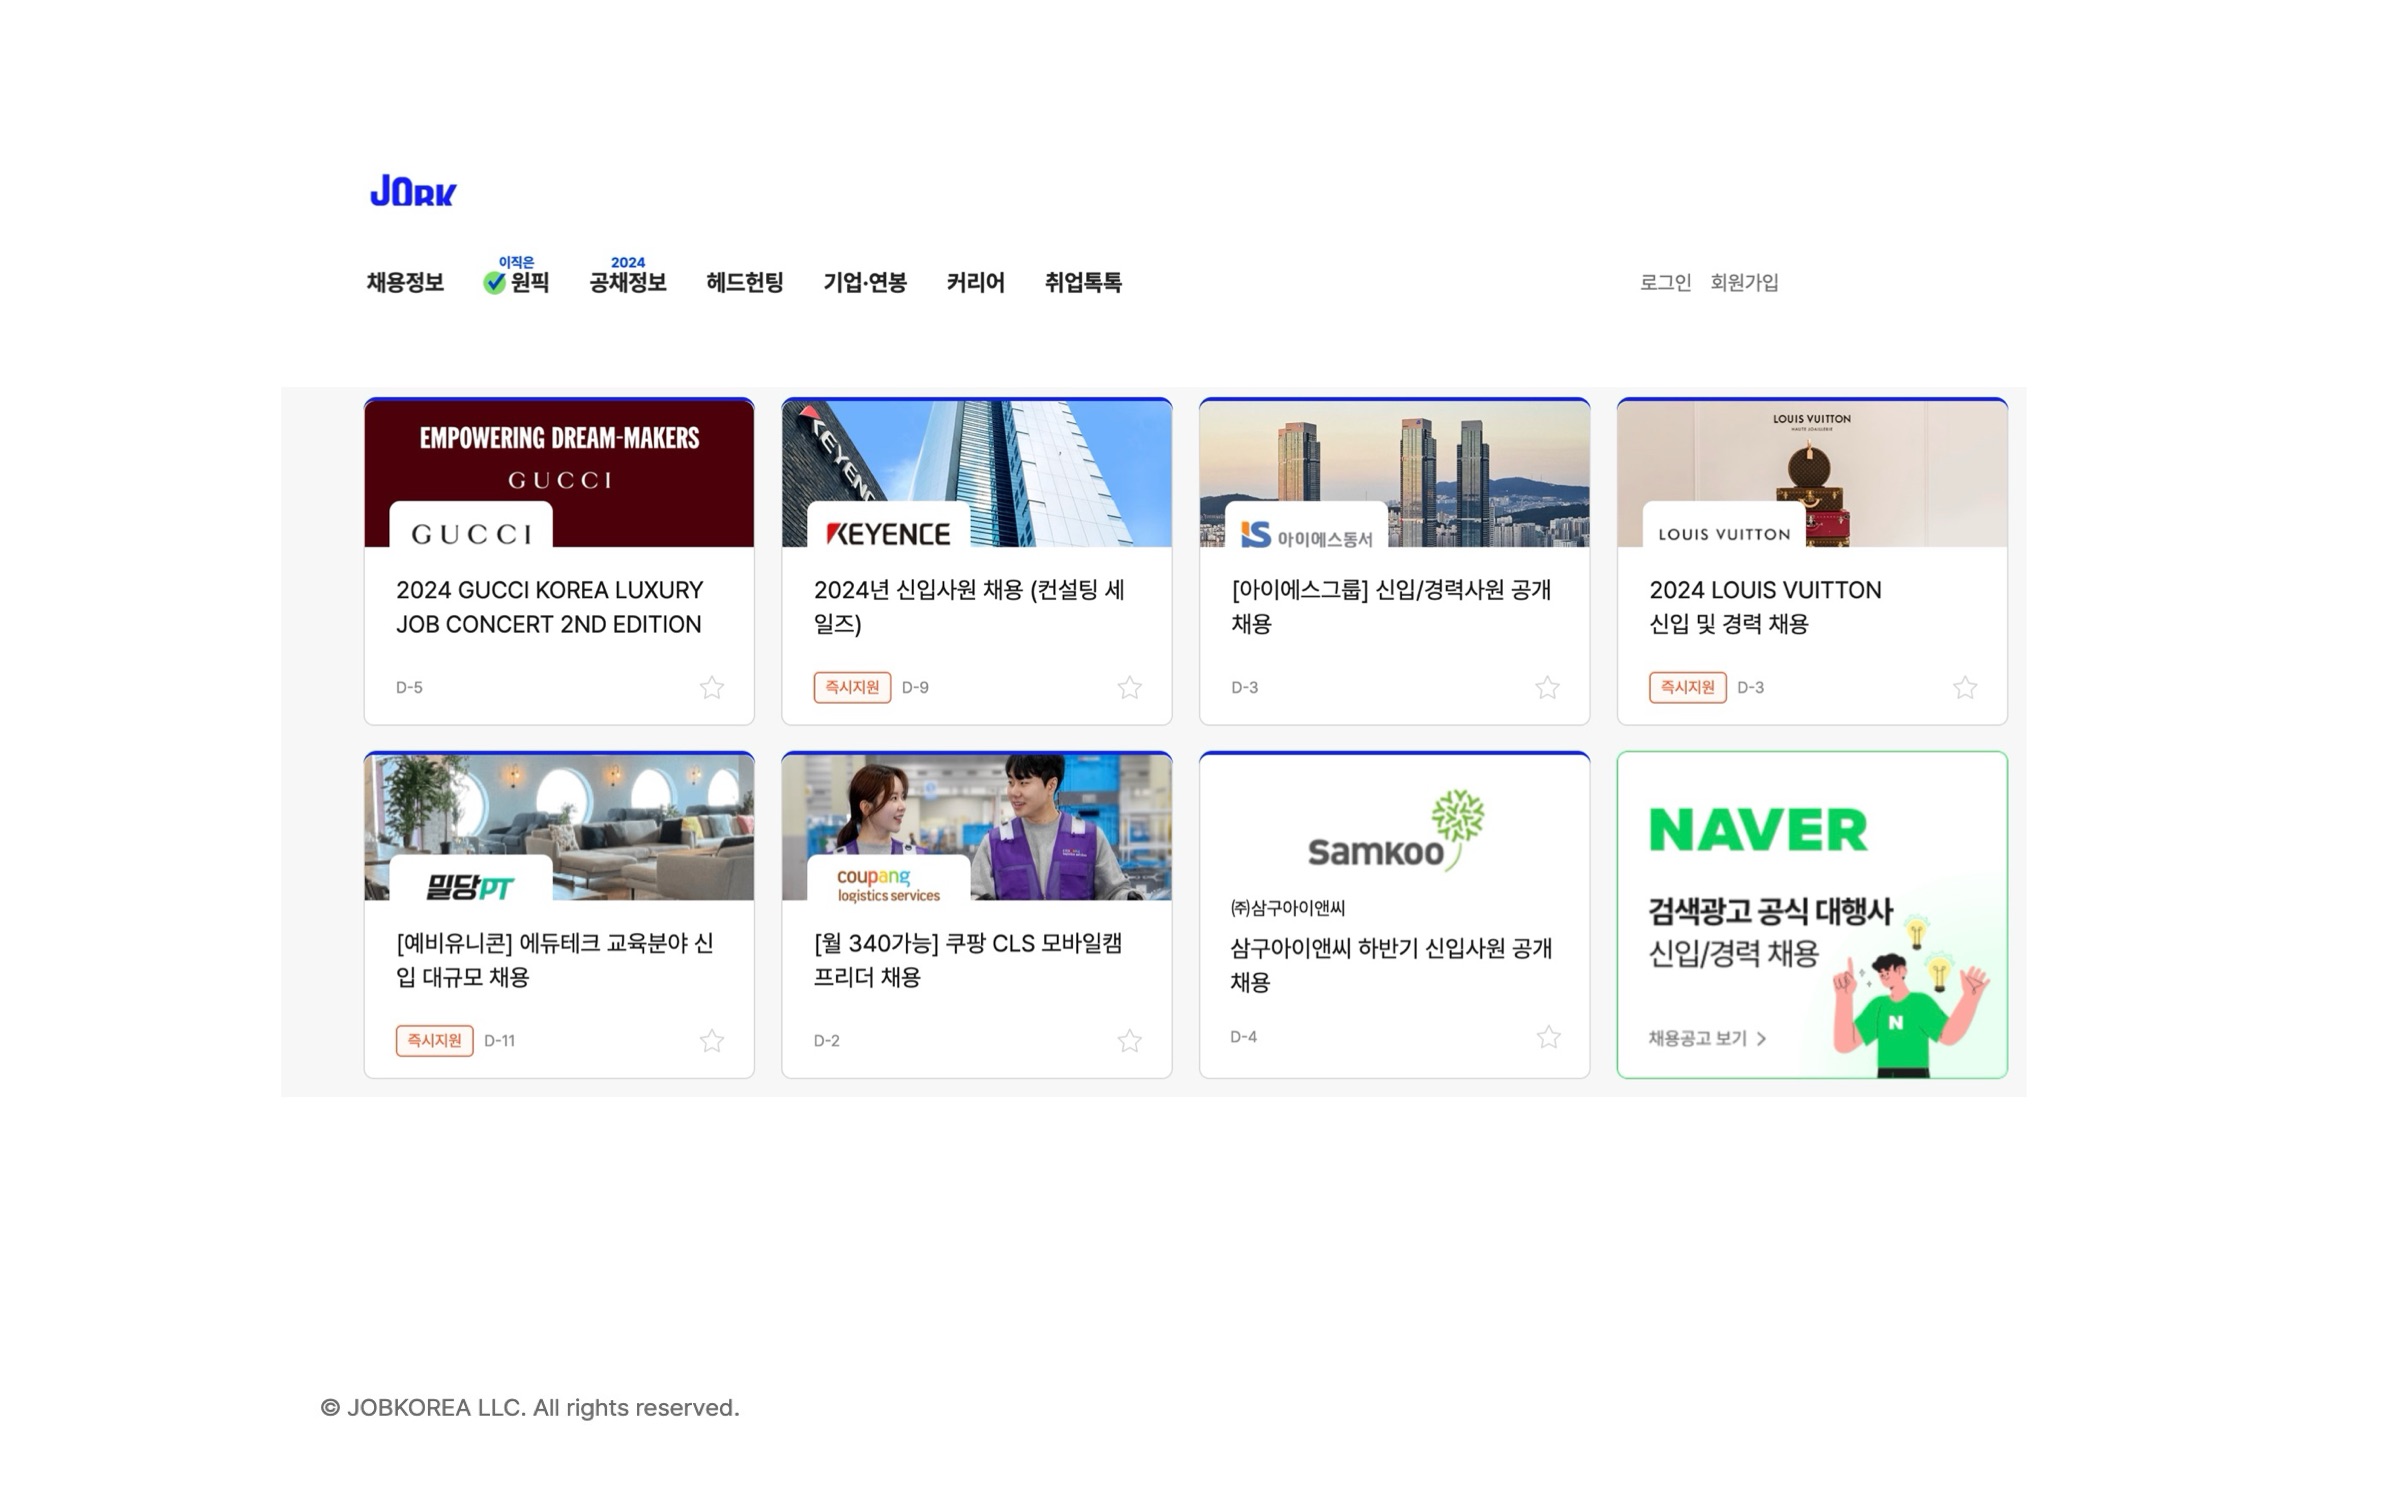 JOBK
이직은
2024
채용정보 원픽 공채정보 헤드헌팅 기업·연봉 커리어 취업톡톡
로그인 회원가입
EMPOWERING DREAM-MAKERS
GUCCI
GUCCI
2024 GUCCI KOREA LUXURY
JOB CONCERT 2ND EDITION
D-5
KEYENCE
KEYENCE
2024년 신입사원 채용 (컨설팅 세
일즈)
즉시지원 D-9
IS 아이에스동서
[아이에스그룹] 신입/경력사원 공개
채용
D-3
LOUIS VUITTON
HAUTE JOAILLERIE
LOUIS VUITTON
2024 LOUIS VUITTON
신입 및 경력 채용
즉시지원 D-3
밀당PT
[예비유니콘] 에듀테크 교육분야 신
입 대규모 채용
즉시지원 D-11
coupang
logistics services
[월 340가능] 쿠팡 CLS 모바일캠
프리더 채용
D-2
Samkoo
㈜삼구아이앤씨
삼구아이앤씨 하반기 신입사원 공개
채용
D-4
NAVER
검색광고 공식 대행사
신입/경력 채용
N
채용공고 보기 >
© JOBKOREA LLC. All rights reserved.